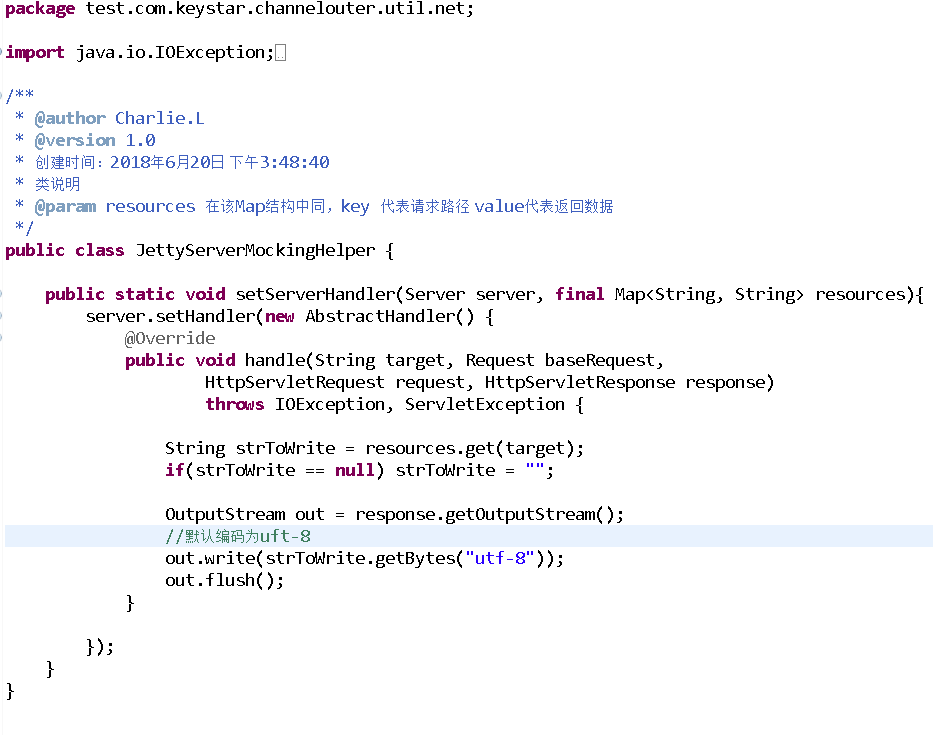 package test.com.keystar.channelouter.util.net;
import java.io.IOException;
/**
 * @author Charlie.L
 * @version 1.0
 * 创建时间：2018年6月20日 下午3:48:40
 * 类说明
 * @param resources 在该Map结构中同，key 代表请求路径 value代表返回数据
 */
public class JettyServerMockingHelper {
    public static void setServerHandler(Server server, final Map<String, String> resources){
        server.setHandler(new AbstractHandler() {
            @Override
            public void handle(String target, Request baseRequest,
                    HttpServletRequest request, HttpServletResponse response)
                    throws IOException, ServletException {
                String strToWrite = resources.get(target);
                if(strToWrite == null) strToWrite = "";
                OutputStream out = response.getOutputStream();
                //默认编码为uft-8
                out.write(strToWrite.getBytes("utf-8"));
                out.flush();
            }
        });
    }
}